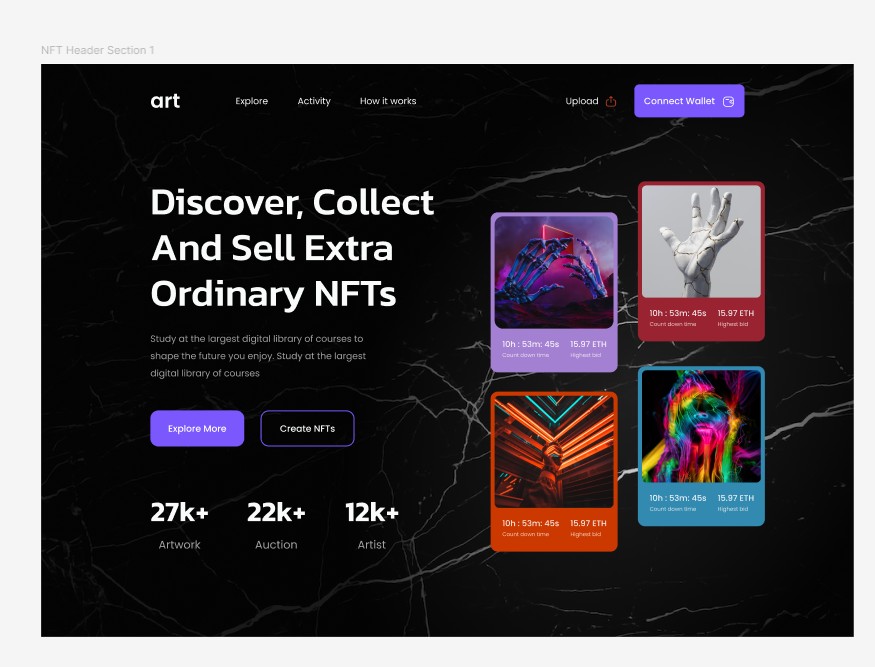 NFT Header Section 1
art
Explore
Activity
How it works
Upload
Connect Wallet
Discover, Collect
And Sell Extra
Ordinary NFTs
Study at the largest digital library of courses to
shape the future you enjoy. Study at the largest
digital library of courses
Explore More
Create NFTs
27k+
Artwork
22k+
Auction
12k+
Artist
10h : 53m: 45s
15.97 ETH
Count down time
Highest bid
10h : 53m: 45s
15.97 ETH
Count down time
Highest bid
10h : 53m: 45s
15.97 ETH
Count down time
Highest bid
10h : 53m: 45s
15.97 ETH
Count down time
Highest bid